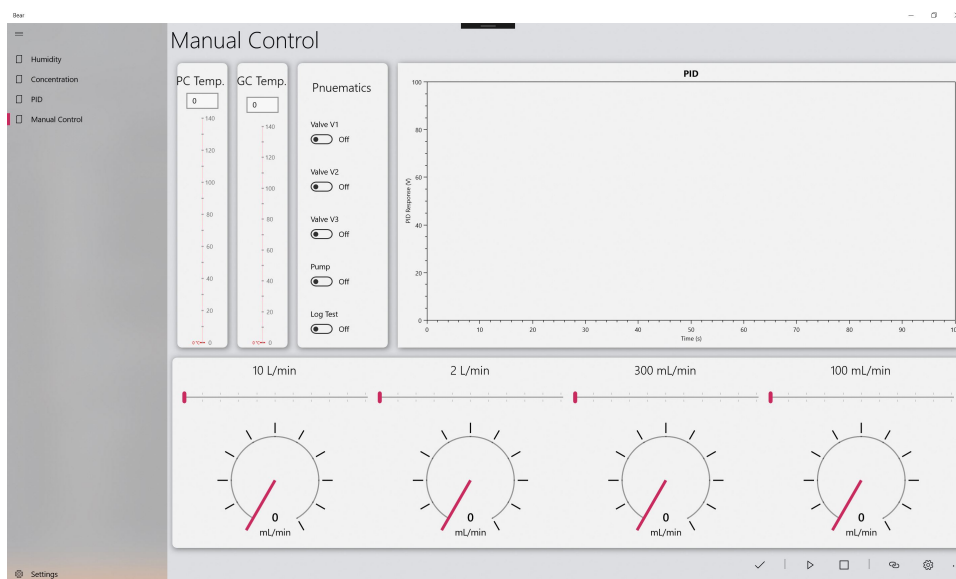 Bear
Humidity
Concentration
PID
Manual Control
Settings
Manual Control
PC Temp.
0
140
120
100
80
60
40
20
0°C 0
GC Temp.
0
140
120
100
80
60
40
20
0°C 0
Pnuematics
Valve V1
Off
Valve V2
Off
Valve V3
Off
Pump
Off
Log Test
Off
PID
PID Response (V)
100
80
60
40
20
0
0 10 20 30 40 50 60 70 80 90 10
Time (s)
10 L/min
2 L/min
300 mL/min
100 mL/min
0
mL/min
0
mL/min
0
mL/min
0
mL/min